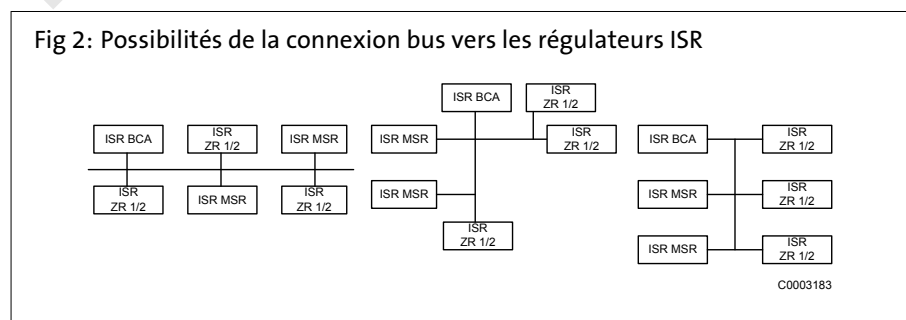 Fig 2: Possibilités de la connexion bus vers les régulateurs ISR
ISR BCA
ISR
ZR 1/2
ISR MSR
ISR
ZR 1/2
ISR MSR
ISR
ZR 1/2
ISR BCA
ISR
ZR 1/2
ISR MSR
ISR
ZR 1/2
ISR MSR
ISR
ZR 1/2
ISR BCA
ISR
ZR 1/2
ISR MSR
ISR
ZR 1/2
ISR MSR
ISR
ZR 1/2
C0003183